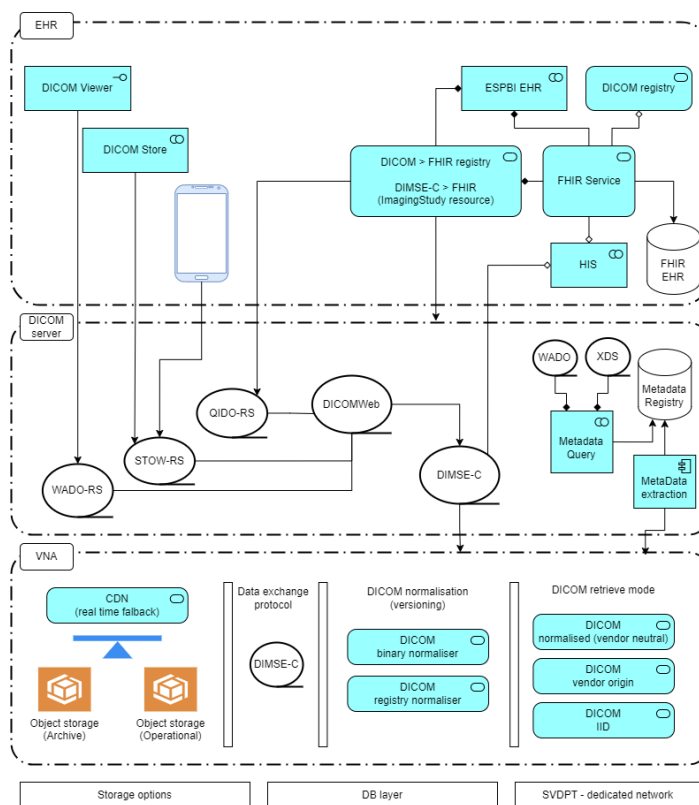 EHR
DICOM Viewer
ESPBI EHR
DICOM registry
DICOM Store
DICOM > FHIR registry
DIMSE-C > FHIR
(ImagingStudy resource)
FHIR Service
HIS
FHIR
EHR
DICOM
server
WADO
XDS
Metadata
Registry
QIDO-RS
DICOMWeb
Metadata
Query
STOW-RS
DIMSE-C
WADO-RS
MetaData
extraction
VNA
CDN
(real time falback)
Object storage
(Archive)
Object storage
(Operational)
Data exchange
protocol
DIMSE-C
DICOM normalisation
(versioning)
DICOM
binary normaliser
DICOM
registry normaliser
DICOM retrieve mode
DICOM
normalised (vendor neutral)
DICOM
vendor origin
DICOM
IID
Storage options
DB layer
SVDPT - dedicated network